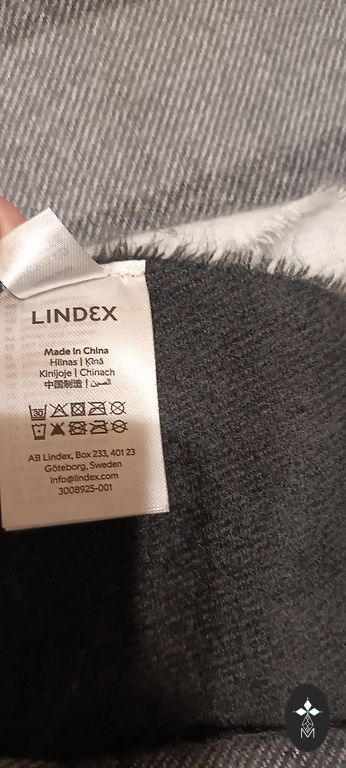 LINDEX
Made in China
Hiinas | Ķīnā
Kinijoje | Chinach
中国制造 | الصين
30
AB Lindex, Box 233, 401 23
Göteborg, Sweden
info@lindex.com
3008925-001
M